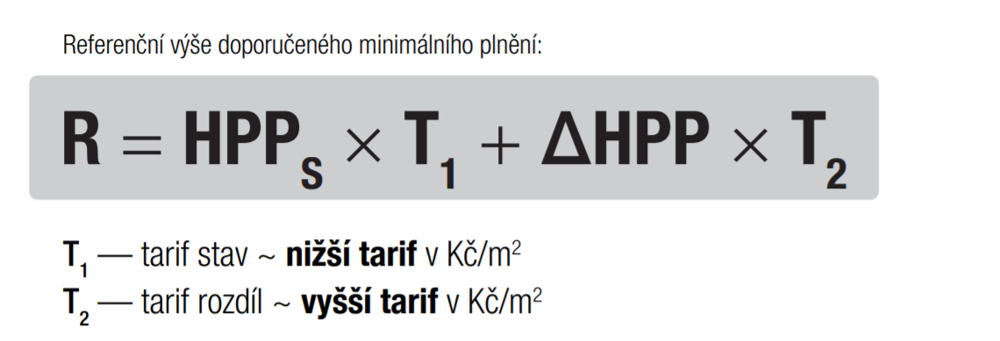 Referenční výše doporučeného minimálního plnění:
R = HPPS × T1 + ΔHPP × T2
T1 — tarif stav ~ nižší tarif v Kč/m²
T2 — tarif rozdíl ~ vyšší tarif v Kč/m²